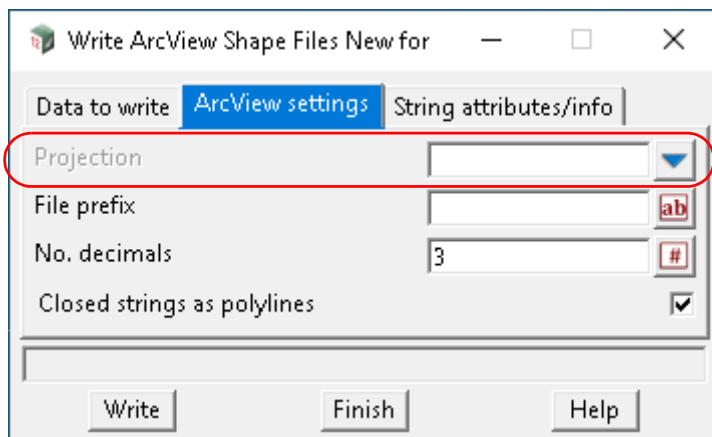 Write ArcView Shape Files New for
Data to write ArcView settings String attributes/info
Projection
File prefix ab
No. decimals 3 #
Closed strings as polylines
Write Finish Help